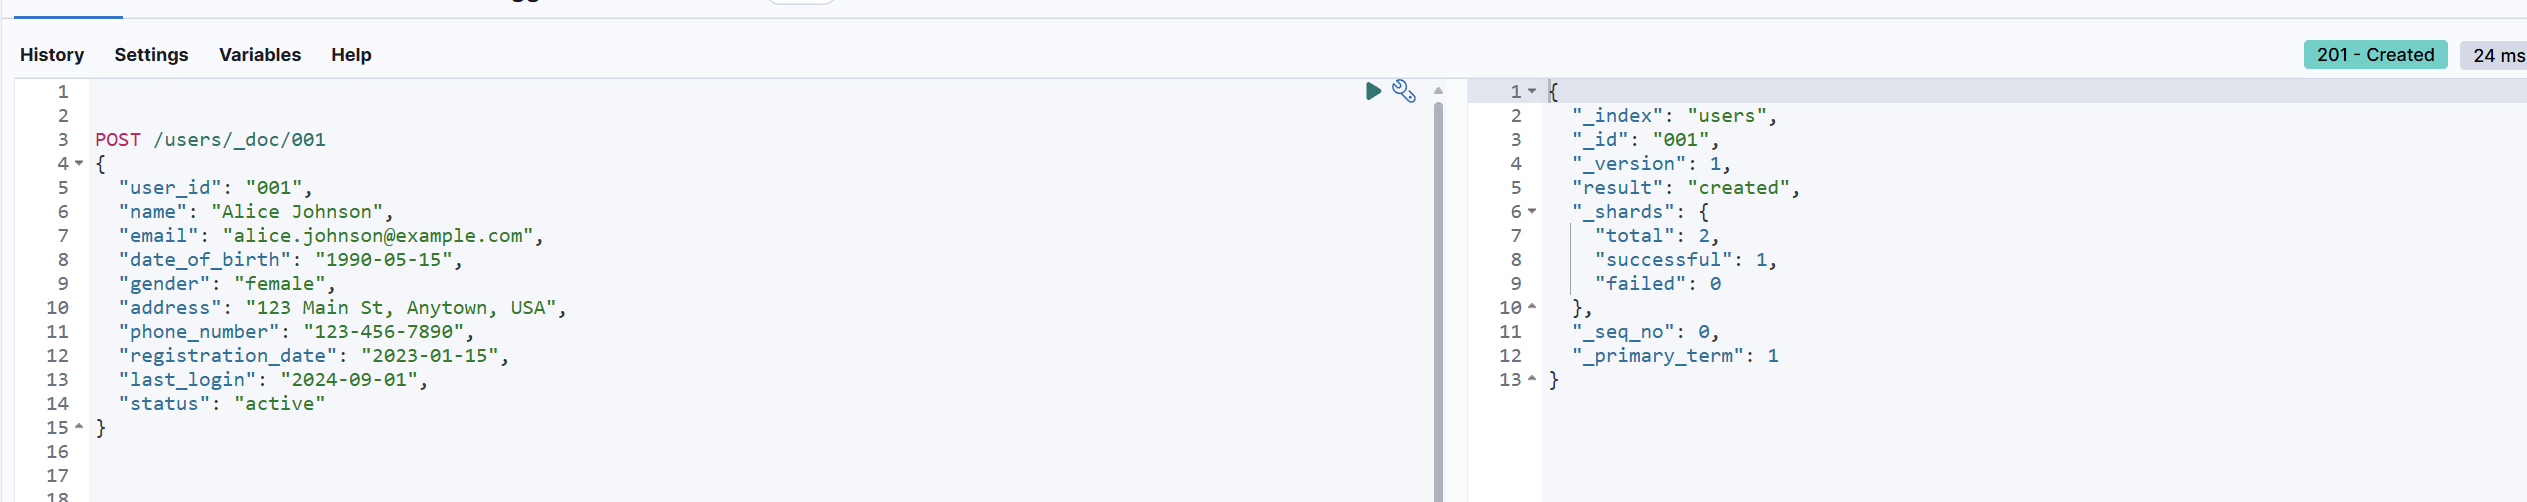 History Settings Variables Help
201 - Created
24 ms
1
2
3 POST /users/_doc/001
4 {
5 "user_id": "001",
6 "name": "Alice Johnson",
7 "email": "alice.johnson@example.com",
8 "date_of_birth": "1990-05-15",
9 "gender": "female",
10 "address": "123 Main St, Anytown, USA",
11 "phone_number": "123-456-7890",
12 "registration_date": "2023-01-15",
13 "last_login": "2024-09-01",
14 "status": "active"
15 }
16
17
18
1 {
2 "_index": "users",
3 "_id": "001",
4 "_version": 1,
5 "result": "created",
6 "_shards": {
7 "total": 2,
8 "successful": 1,
9 "failed": 0
10 },
11 "_seq_no": 0,
12 "_primary_term": 1
13 }